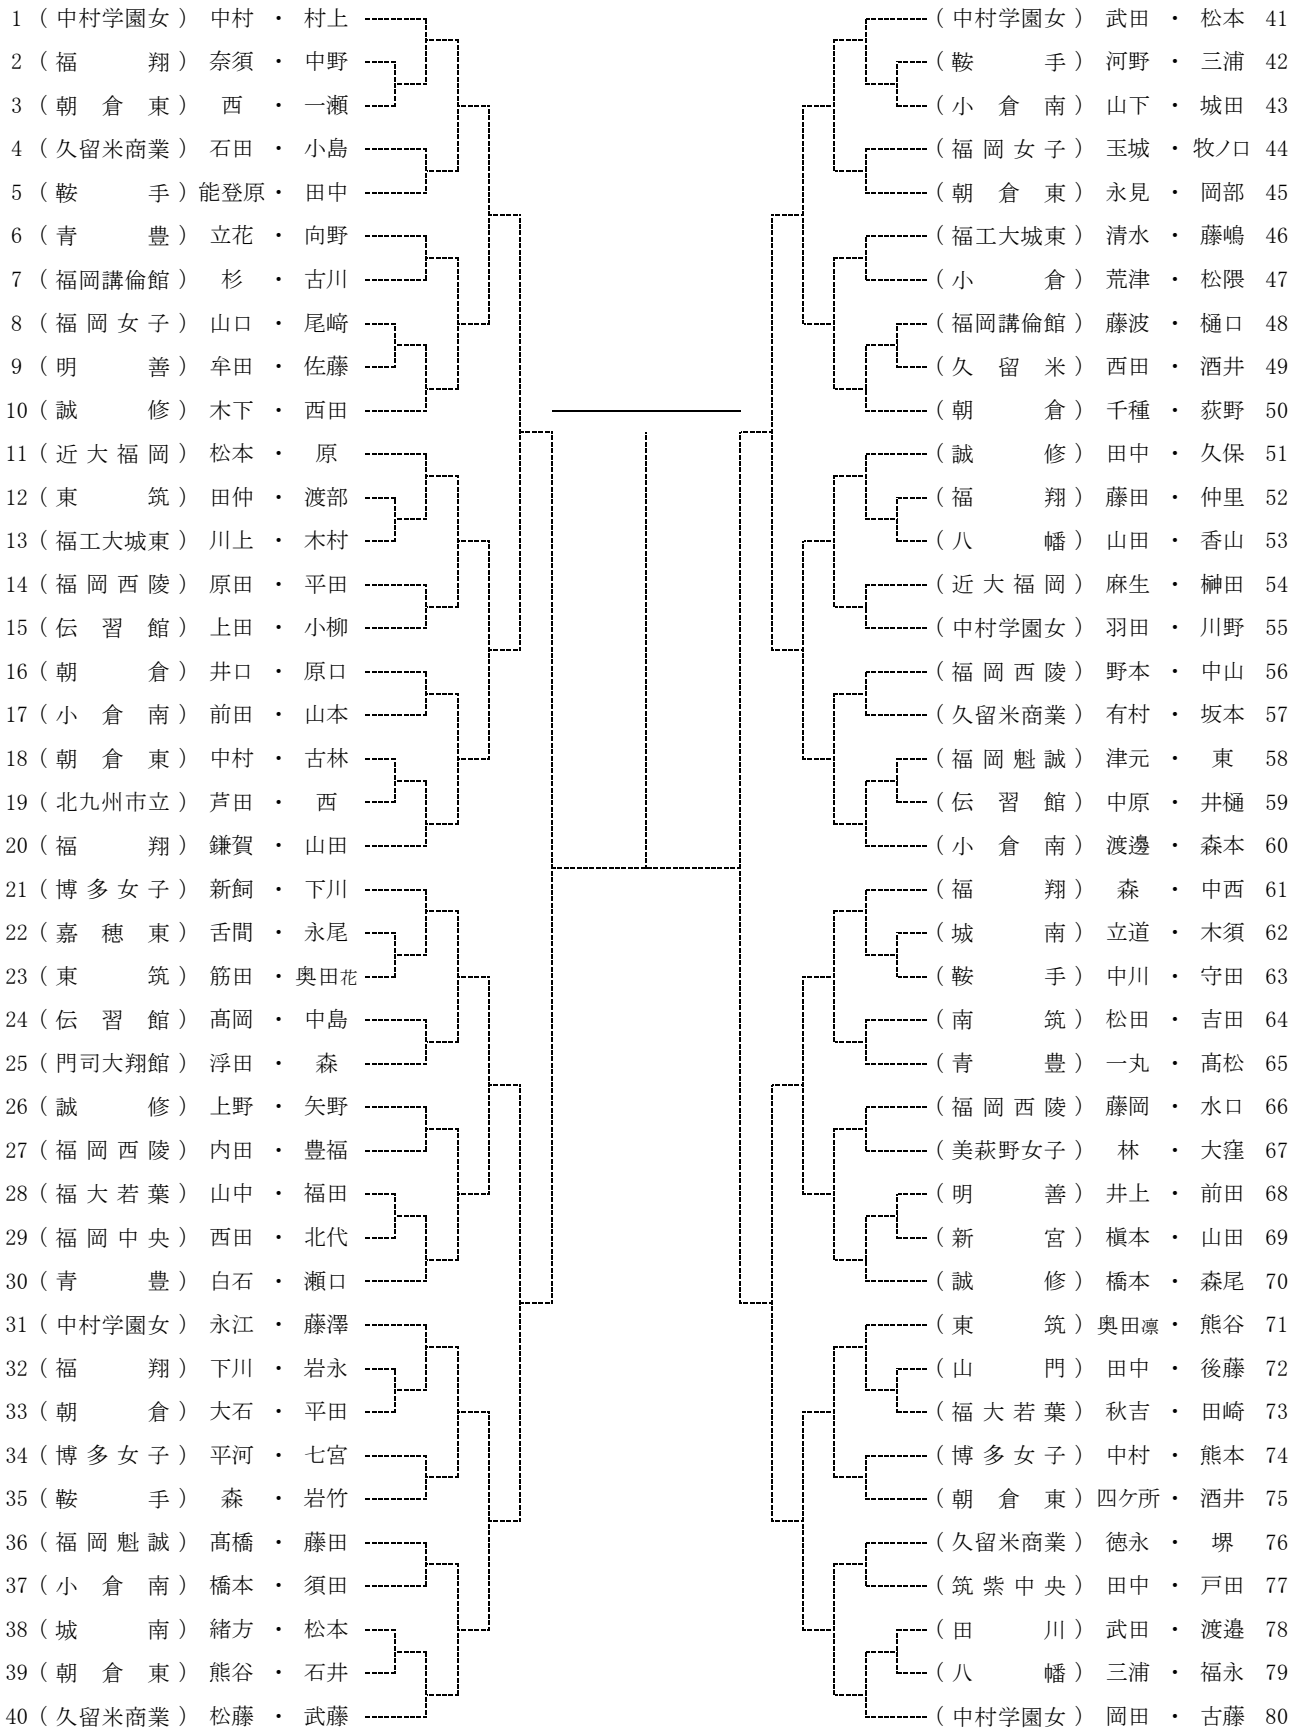 1 (中村学園女) 中村 ・ 村上
2 (福翔) 奈須 ・ 中野
3 (朝倉東) 西 ・ 一瀬
4 (久留米商業) 石田 ・ 小島
5 (鞍手) 能登原 ・ 田中
6 (青豊) 立花 ・ 向野
7 (福岡講倫館) 杉 ・ 古川
8 (福岡女子) 山口 ・ 尾﨑
9 (明善) 牟田 ・ 佐藤
10 (誠修) 木下 ・ 西田
11 (近大福岡) 松本 ・ 原
12 (東筑) 田仲 ・ 渡部
13 (福工大城東) 川上 ・ 木村
14 (福岡西陵) 原田 ・ 平田
15 (伝習館) 上田 ・ 小柳
16 (朝倉) 井口 ・ 原口
17 (小倉南) 前田 ・ 山本
18 (朝倉東) 中村 ・ 古林
19 (北九州市立) 芦田 ・ 西
20 (福翔) 鎌賀 ・ 山田
21 (博多女子) 新飼 ・ 下川
22 (嘉穂東) 舌間 ・ 永尾
23 (東筑) 筋田 ・ 奥田花
24 (伝習館) 髙岡 ・ 中島
25 (門司大翔館) 浮田 ・ 森
26 (誠修) 上野 ・ 矢野
27 (福岡西陵) 内田 ・ 豊福
28 (福大若葉) 山中 ・ 福田
29 (福岡中央) 西田 ・ 北代
30 (青豊) 白石 ・ 瀬口
31 (中村学園女) 永江 ・ 藤澤
32 (福翔) 下川 ・ 岩永
33 (朝倉) 大石 ・ 平田
34 (博多女子) 平河 ・ 七宮
35 (鞍手) 森 ・ 岩竹
36 (福岡魁誠) 髙橋 ・ 藤田
37 (小倉南) 橋本 ・ 須田
38 (城南) 緒方 ・ 松本
39 (朝倉東) 熊谷 ・ 石井
40 (久留米商業) 松藤 ・ 武藤
(中村学園女) 武田 ・ 松本 41
(鞍手) 河野 ・ 三浦 42
(小倉南) 山下 ・ 城田 43
(福岡女子) 玉城 ・ 牧ノ口 44
(朝倉東) 永見 ・ 岡部 45
(福工大城東) 清水 ・ 藤嶋 46
(小倉) 荒津 ・ 松隈 47
(福岡講倫館) 藤波 ・ 樋口 48
(久留米) 西田 ・ 酒井 49
(朝倉) 千種 ・ 荻野 50
(誠修) 田中 ・ 久保 51
(福翔) 藤田 ・ 仲里 52
(八幡) 山田 ・ 香山 53
(近大福岡) 麻生 ・ 榊田 54
(中村学園女) 羽田 ・ 川野 55
(福岡西陵) 野本 ・ 中山 56
(久留米商業) 有村 ・ 坂本 57
(福岡魁誠) 津元 ・ 東 58
(伝習館) 中原 ・ 井樋 59
(小倉南) 渡邊 ・ 森本 60
(福翔) 森 ・ 中西 61
(城南) 立道 ・ 木須 62
(鞍手) 中川 ・ 守田 63
(南筑) 松田 ・ 吉田 64
(青豊) 一丸 ・ 髙松 65
(福岡西陵) 藤岡 ・ 水口 66
(美萩野女子) 林 ・ 大窪 67
(明善) 井上 ・ 前田 68
(新宮) 槇本 ・ 山田 69
(誠修) 橋本 ・ 森尾 70
(東筑) 奥田凛 ・ 熊谷 71
(山門) 田中 ・ 後藤 72
(福大若葉) 秋吉 ・ 田崎 73
(博多女子) 中村 ・ 熊本 74
(朝倉東) 四ケ所 ・ 酒井 75
(久留米商業) 徳永 ・ 堺 76
(筑紫中央) 田中 ・ 戸田 77
(田川) 武田 ・ 渡邉 78
(八幡) 三浦 ・ 福永 79
(中村学園女) 岡田 ・ 古藤 80